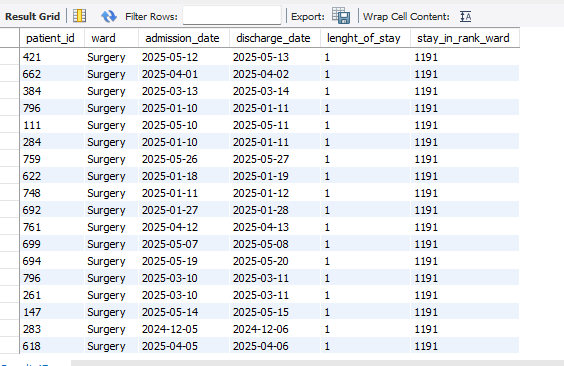 Result Grid Filter Rows: Export: Wrap Cell Content: IA
patient_id ward admission_date discharge_date lenght_of_stay stay_in_rank_ward
421 Surgery 2025-05-12 2025-05-13 1 1191
662 Surgery 2025-04-01 2025-04-02 1 1191
384 Surgery 2025-03-13 2025-03-14 1 1191
796 Surgery 2025-01-10 2025-01-11 1 1191
111 Surgery 2025-05-10 2025-05-11 1 1191
284 Surgery 2025-01-10 2025-01-11 1 1191
759 Surgery 2025-05-26 2025-05-27 1 1191
622 Surgery 2025-01-18 2025-01-19 1 1191
748 Surgery 2025-01-11 2025-01-12 1 1191
692 Surgery 2025-01-27 2025-01-28 1 1191
761 Surgery 2025-04-12 2025-04-13 1 1191
699 Surgery 2025-05-07 2025-05-08 1 1191
694 Surgery 2025-05-19 2025-05-20 1 1191
796 Surgery 2025-03-10 2025-03-11 1 1191
261 Surgery 2025-03-10 2025-03-11 1 1191
147 Surgery 2025-05-14 2025-05-15 1 1191
283 Surgery 2024-12-05 2024-12-06 1 1191
618 Surgery 2025-04-05 2025-04-06 1 1191